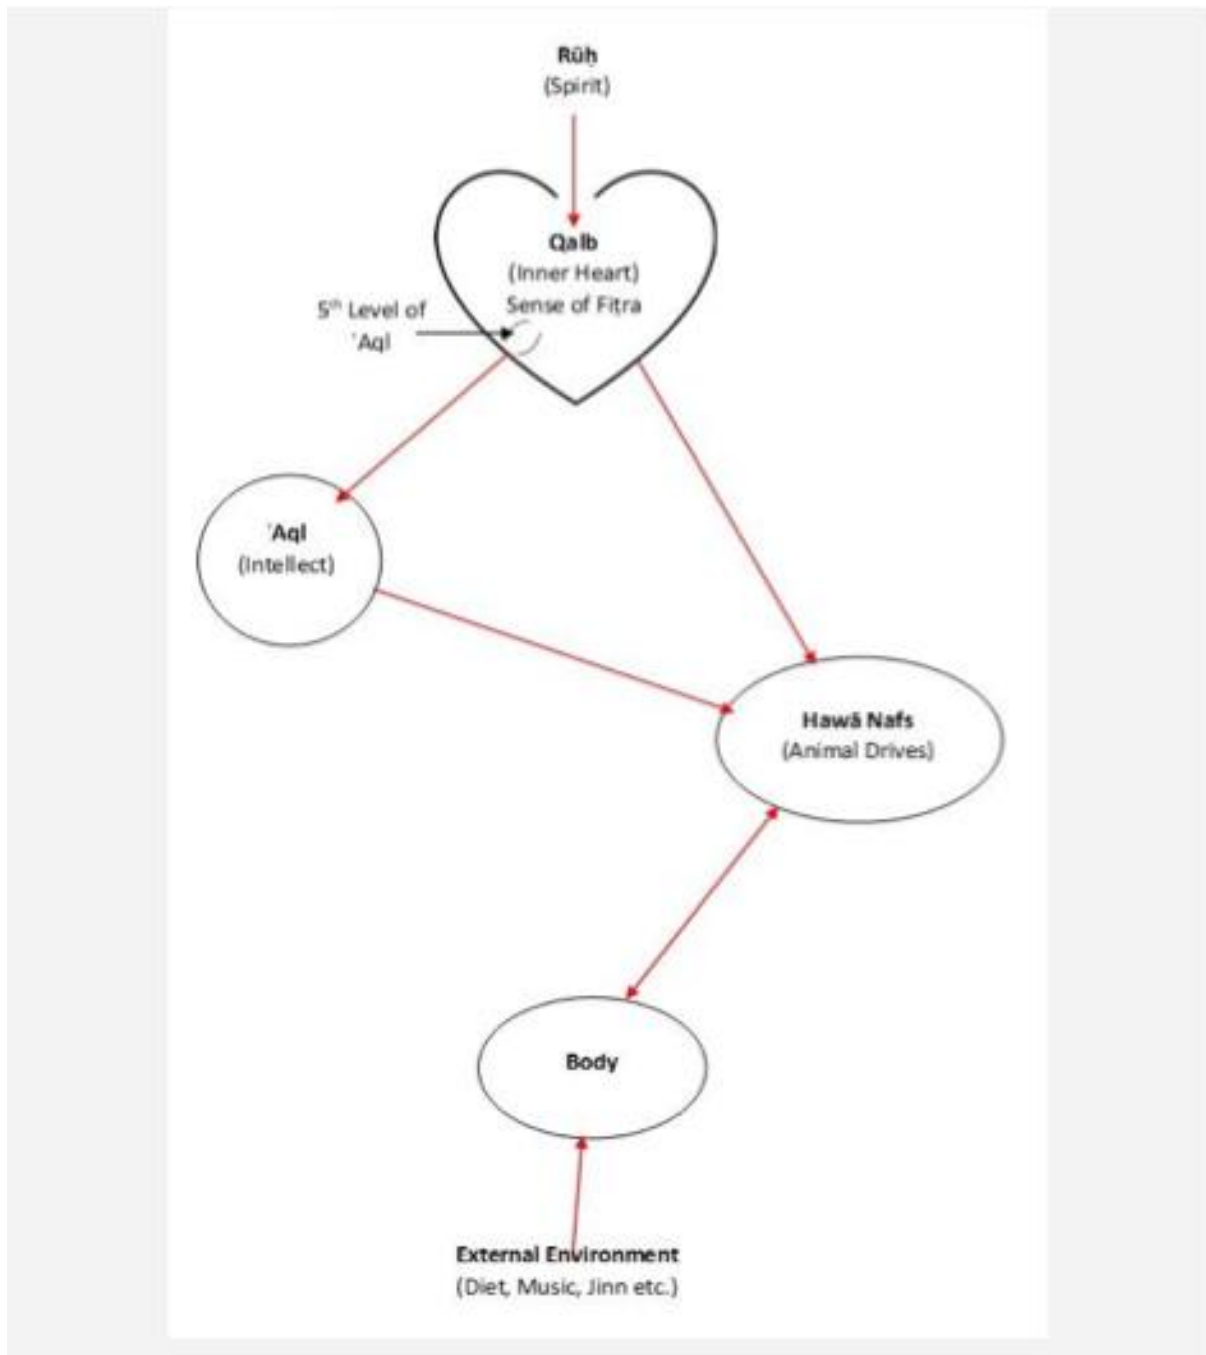 Rūḥ
(Spirit)
Qalb
(Inner Heart)
Sense of Fiṭra
5th Level of
ʿAql
ʿAql
(Intellect)
Hawā Nafs
(Animal Drives)
Body
External Environment
(Diet, Music, Jinn etc.)